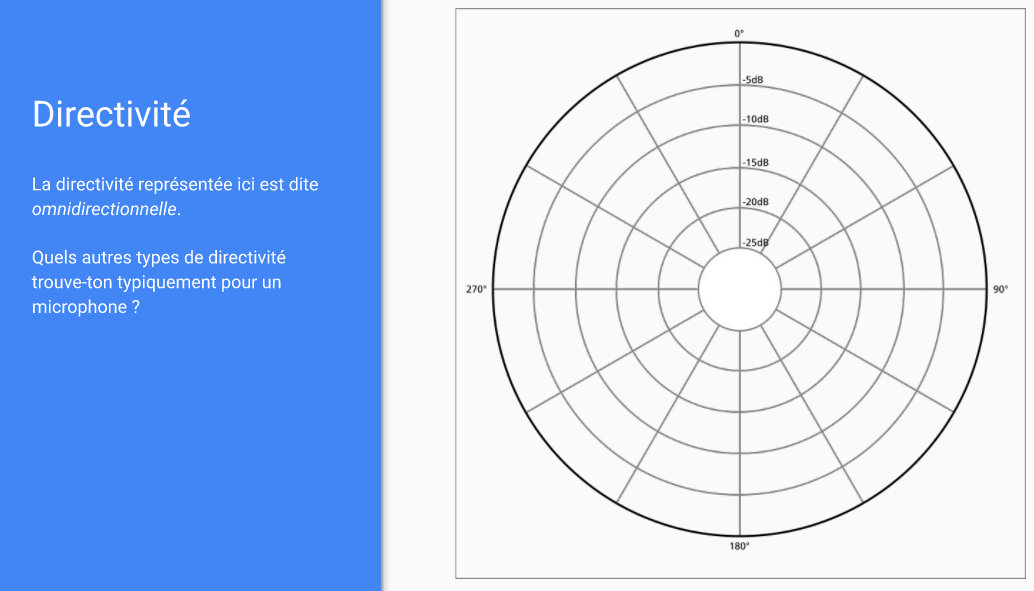 Directivité
La directivité représentée ici est dite
omnidirectionnelle.
Quels autres types de directivité
trouve-ton typiquement pour un
microphone ?
0°
-5dB
-10dB
-15dB
-20dB
-25dB
270°
90°
180°